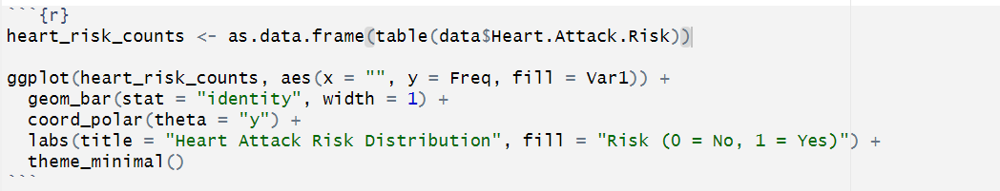 ```{r}
heart_risk_counts <- as.data.frame(table(data$Heart.Attack.Risk))
ggplot(heart_risk_counts, aes(x = "", y = Freq, fill = Var1)) +
  geom_bar(stat = "identity", width = 1) +
  coord_polar(theta = "y") +
  labs(title = "Heart Attack Risk Distribution", fill = "Risk (0 = No, 1 = Yes)") +
  theme_minimal()
```